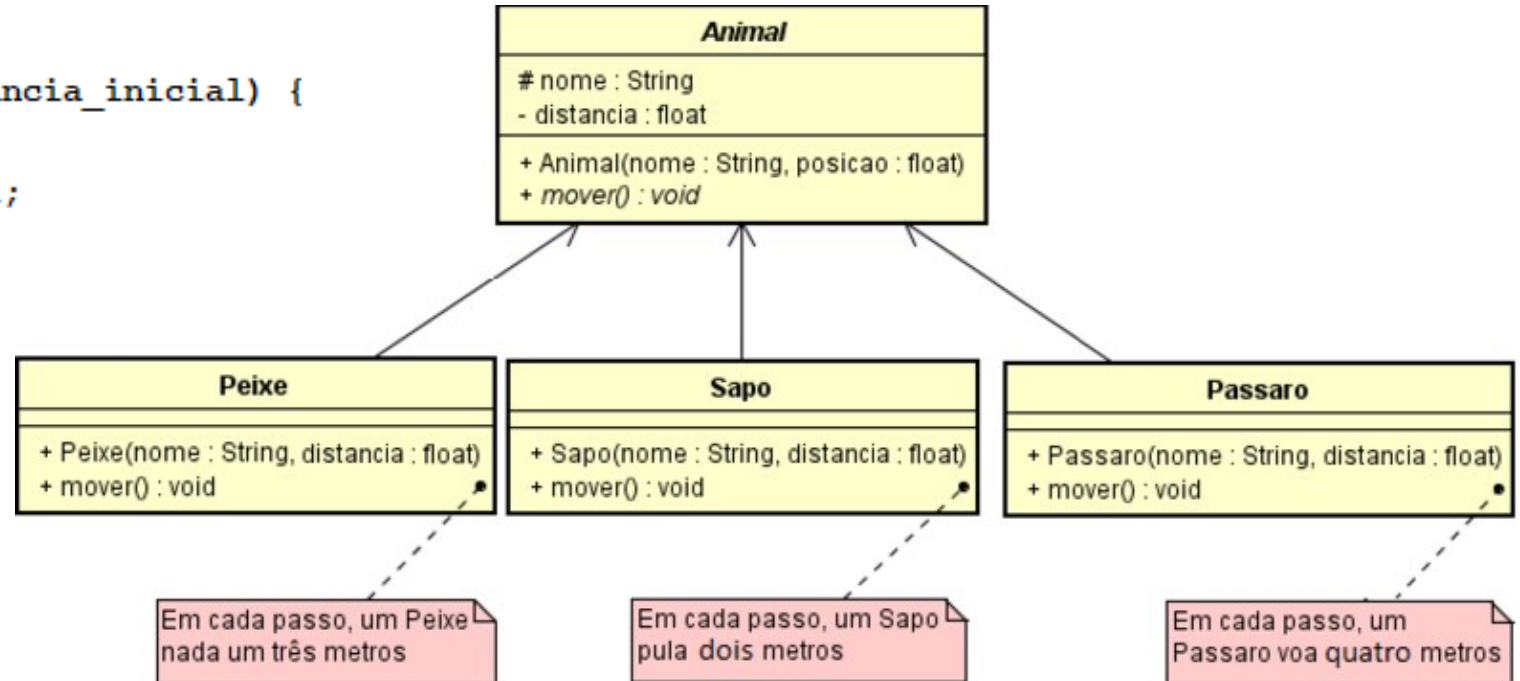 ncia_inicial) {
;
Animal
# nome : String
- distancia : float
+ Animal(nome : String, posicao : float)
+ mover() : void
Peixe
+ Peixe(nome : String, distancia : float)
+ mover() : void
Sapo
+ Sapo(nome : String, distancia : float)
+ mover() : void
Passaro
+ Passaro(nome : String, distancia : float)
+ mover() : void
Em cada passo, um Peixe
nada um três metros
Em cada passo, um Sapo
pula dois metros
Em cada passo, um
Passaro voa quatro metros